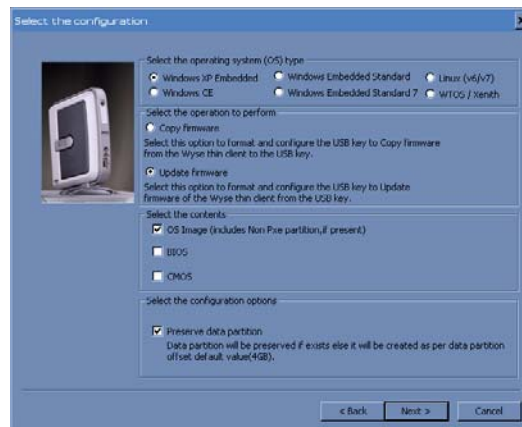 Select the configuration
Select the operating system (OS) type
Windows XP Embedded
Windows Embedded Standard
Linux (v6/v7)
Windows CE
Windows Embedded Standard 7
WTOS / Xenith
Select the operation to perform
Copy firmware
Select this option to format and configure the USB key to Copy firmware
from the Wyse thin client to the USB key.
Update firmware
Select this option to format and configure the USB key to Update
firmware of the Wyse thin client from the USB key.
Select the contents
OS Image (includes Non Pxe partition,if present)
BIOS
CMOS
Select the configuration options
Preserve data partition
Data partition will be preserved if exists else it will be created as per data partition
offset default value(4GB).
< Back
Next >
Cancel